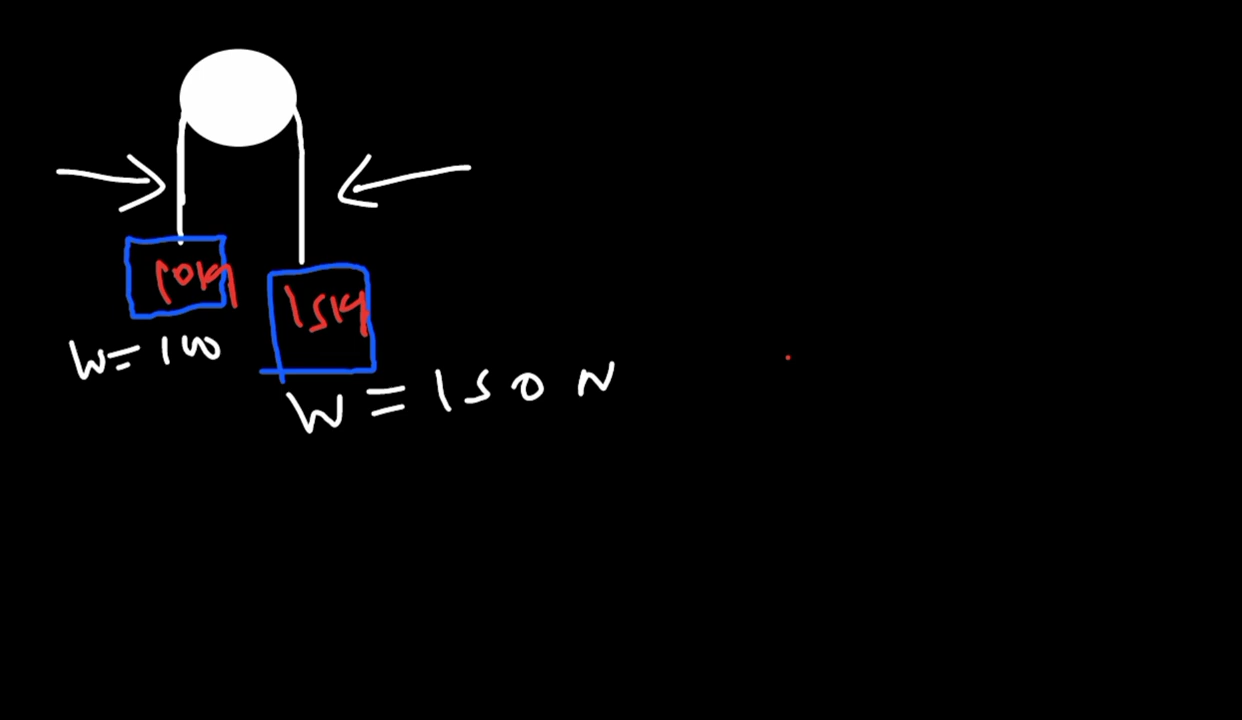 10kg
15kg
W = 100
W = 150 N